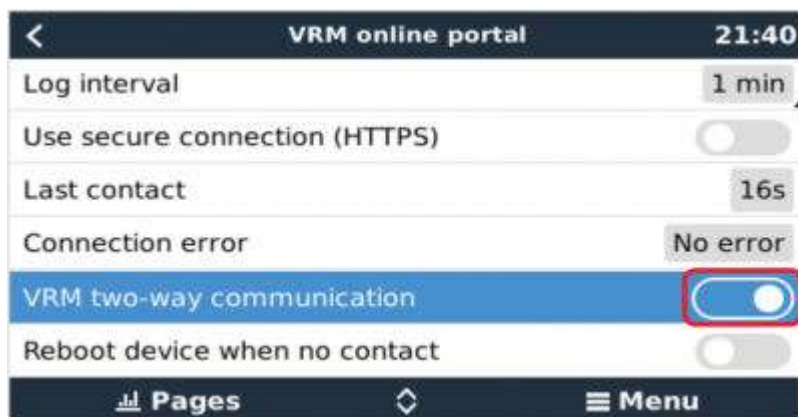 VRM online portal 21:40
Log interval 1 min
Use secure connection (HTTPS)
Last contact 16s
Connection error No error
VRM two-way communication
Reboot device when no contact
Pages Menu